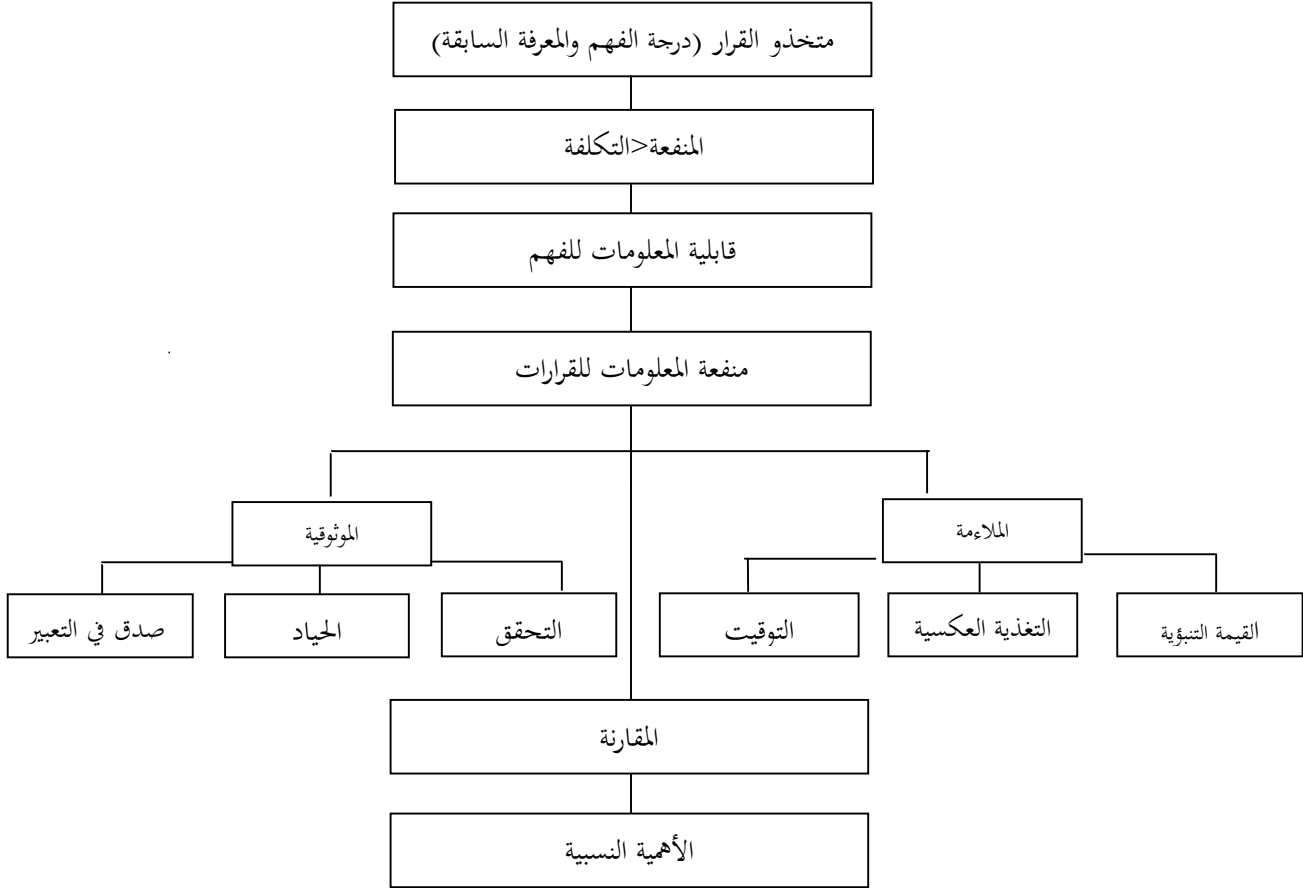 متخذو القرار (درجة الفهم والمعرفة السابقة)
المنفعة>التكلفة
قابلية المعلومات للفهم
منفعة المعلومات للقرارات
الملاءمة
الموثوقية
القيمة التنبؤية
التغذية العكسية
التوقيت
التحقق
الحياد
صدق في التعبير
المقارنة
الأهمية النسبية